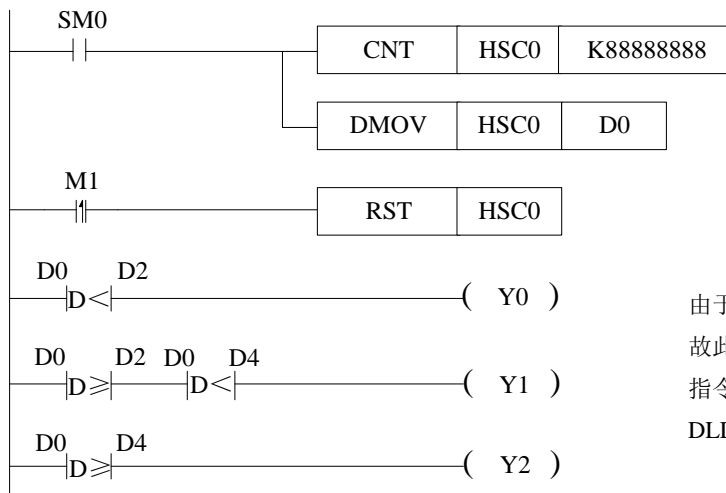 SM0
CNT HSC0 K88888888
DMOV HSC0 D0
M1
RST HSC0
D0 D2
D< ( Y0 )
D0 D2 D0 D4
D≥ D< ( Y1 )
D0 D4
D≥ ( Y2 )
由于
故此
指令